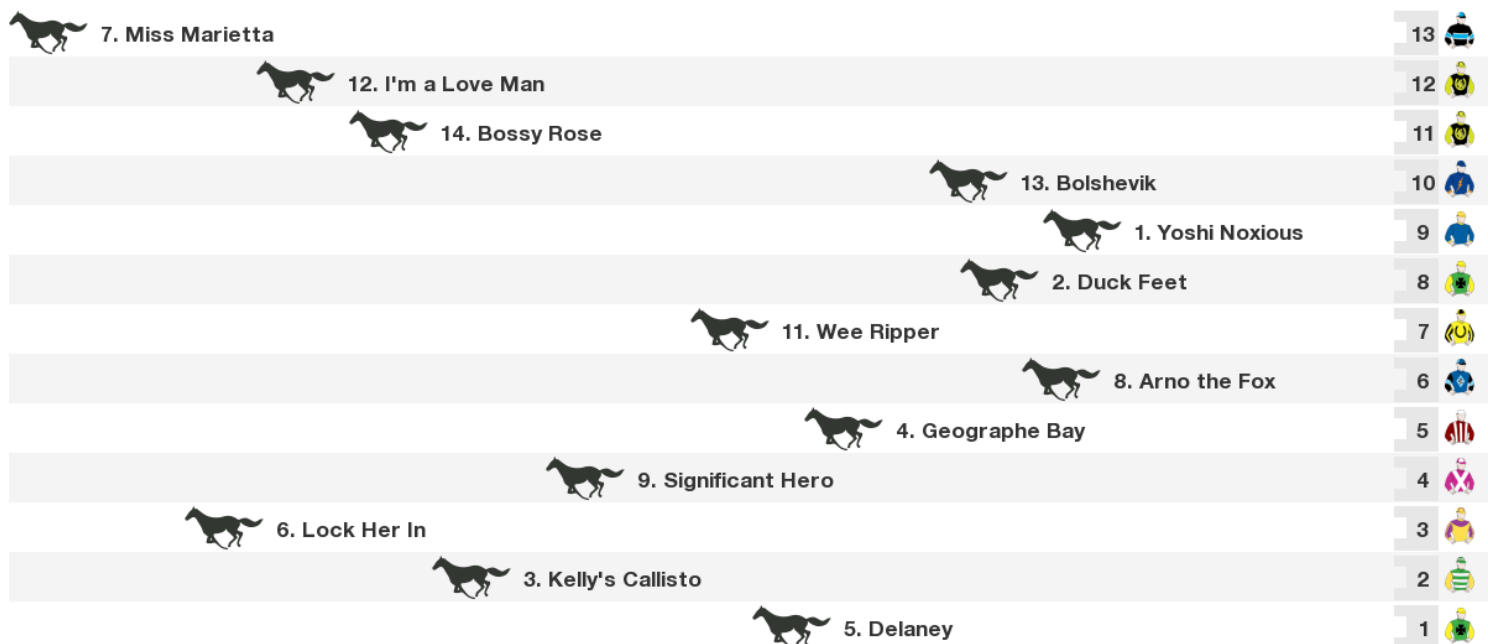 7. Miss Marietta 13
12. I'm a Love Man 12
14. Bossy Rose 11
13. Bolshevik 10
1. Yoshi Noxious 9
2. Duck Feet 8
11. Wee Ripper 7
8. Arno the Fox 6
4. Geographe Bay 5
9. Significant Hero 4
6. Lock Her In 3
3. Kelly's Callisto 2
5. Delaney 1